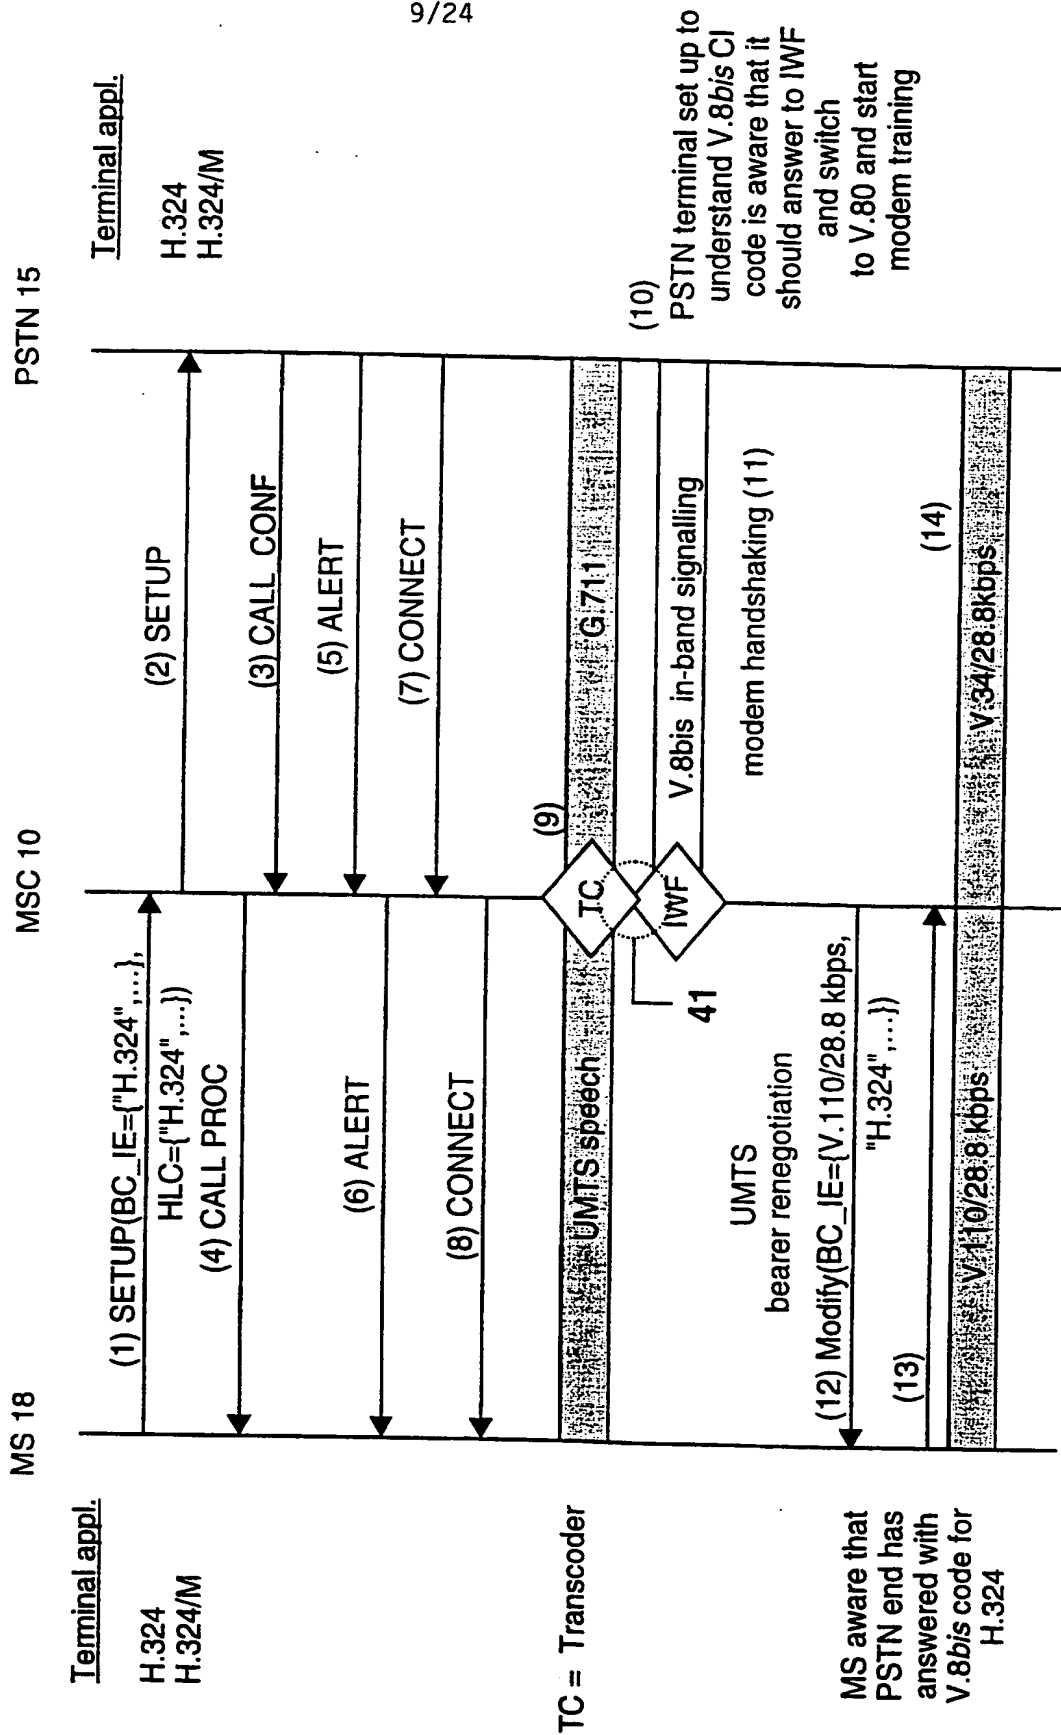 9/24
MS 18
MSC 10
PSTN 15
Terminal appl.
H.324
H.324/M
Terminal appl.
H.324
H.324/M
(1) SETUP(BC_IE={"H.324",...},
HLC={"H.324",...})
(2) SETUP
(3) CALL CONF
(4) CALL PROC
(5) ALERT
(6) ALERT
(7) CONNECT
(8) CONNECT
(9)
TC = Transcoder
UMTS speech
TC
G.711
IWF
41
V.8bis in-band signalling
(10)
PSTN terminal set up to
understand V.8bis CI
code is aware that it
should answer to IWF
and switch
to V.80 and start
modem training
modem handshaking (11)
UMTS
bearer renegotiation
(12) Modify(BC_IE={V.110/28.8 kbps,
"H.324",...})
(13)
(14)
MS aware that
PSTN end has
answered with
V.8bis code for
H.324
V.110/28.8 kbps
V.34/28.8kbps